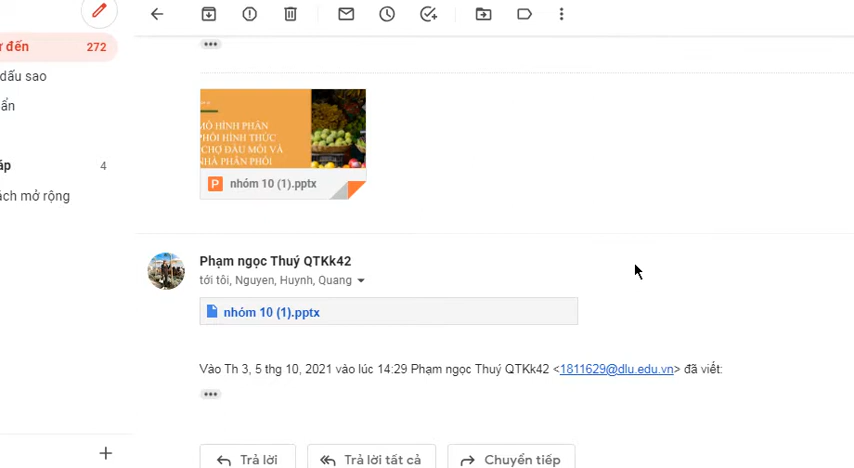 ư đến 272
dấu sao
ẩn
áp 4
ách mở rộng
MÔ HÌNH PHÂN
PHỐI HÌNH THỨC
CHỢ ĐẦU MỐI VÀ
NHÀ PHÂN PHỐI
P nhóm 10 (1).pptx
Phạm ngọc Thuý QTKk42
tới tôi, Nguyen, Huynh, Quang
nhóm 10 (1).pptx
Vào Th 3, 5 thg 10, 2021 vào lúc 14:29 Phạm ngọc Thuý QTKk42 <1811629@dlu.edu.vn> đã viết:
Trả lời Trả lời tất cả Chuyển tiếp